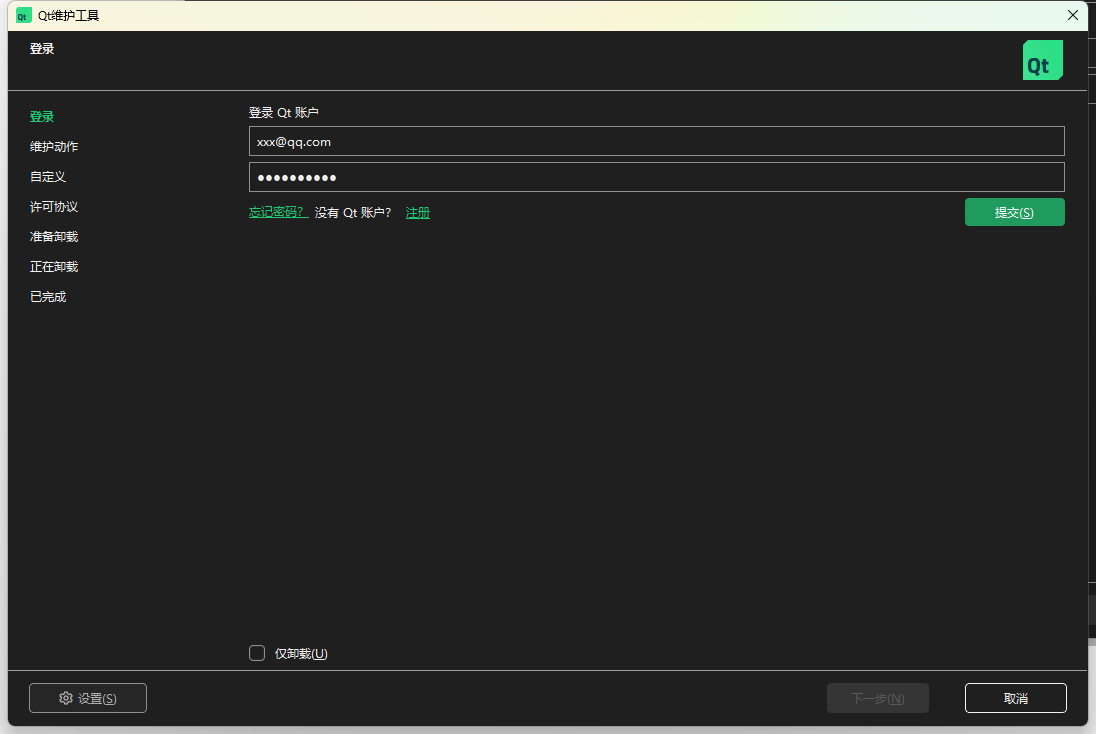 Qt维护工具
登录
Qt
登录
维护动作
自定义
许可协议
准备卸载
正在卸载
已完成
登录 Qt 账户
xxx@qq.com
●●●●●●●●●●
忘记密码? 没有 Qt 账户? 注册
提交(S)
仅卸载(U)
设置(S)
下一步(N)
取消